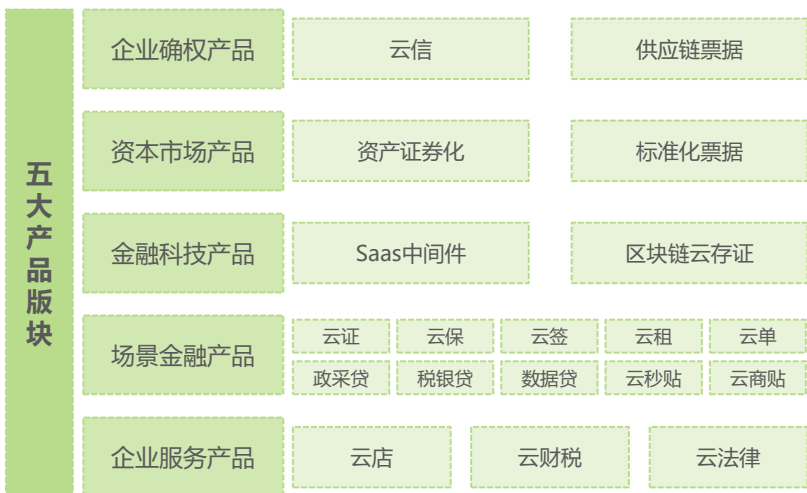 五大产品版块
企业确权产品 云信 供应链票据
资本市场产品 资产证券化 标准化票据
金融科技产品 Saas中间件 区块链云存证
场景金融产品
云证 云保 云签 云租 云单
政采贷 税银贷 数据贷 云秒贴 云商贴
企业服务产品 云店 云财税 云法律